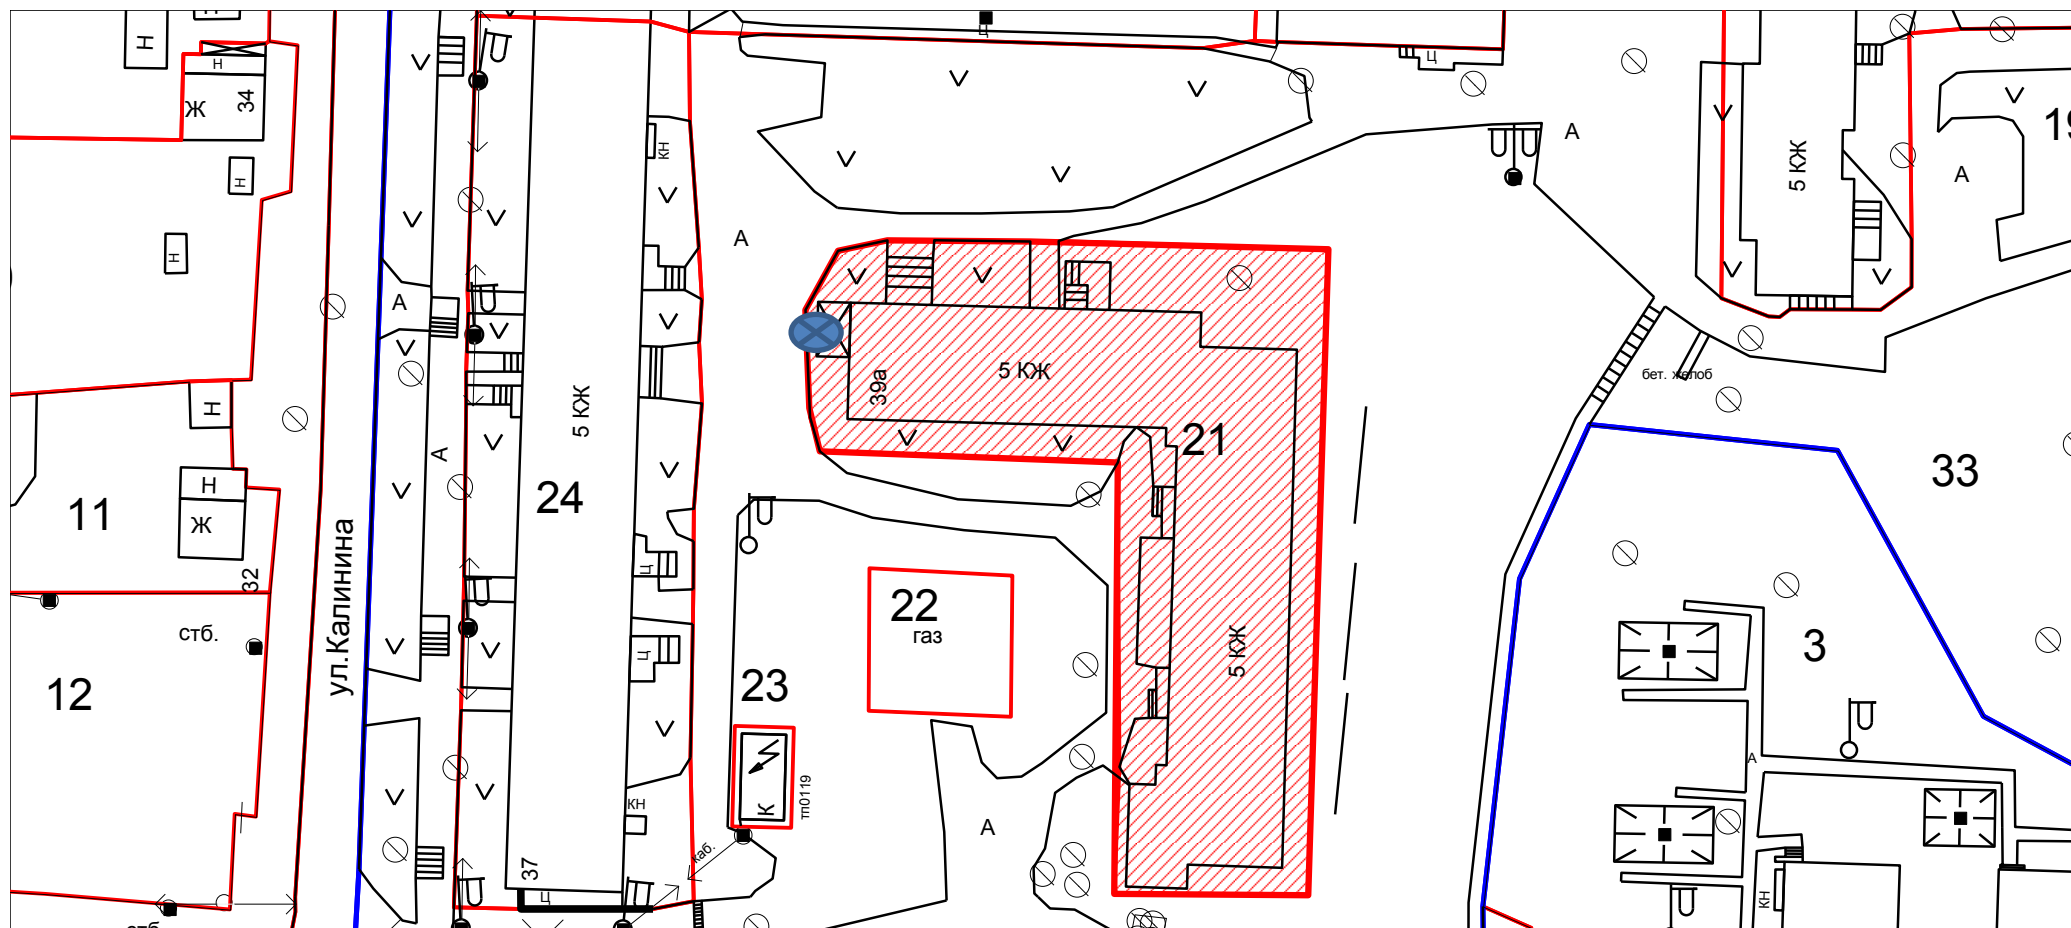 Н
н
Ж
34
Н
Н
Н
Н
Ж
32
11
12
стб.
ул.Калинина
А
А
24
5 КЖ
37
Ц
КН
Ц
Ц
КН
А
Ц
Ц
А
5 КЖ
А
19
39а
5 КЖ
21
5 КЖ
22
газ
23
К
тп0119
каб.
А
бет. желоб
33
3
А
КН